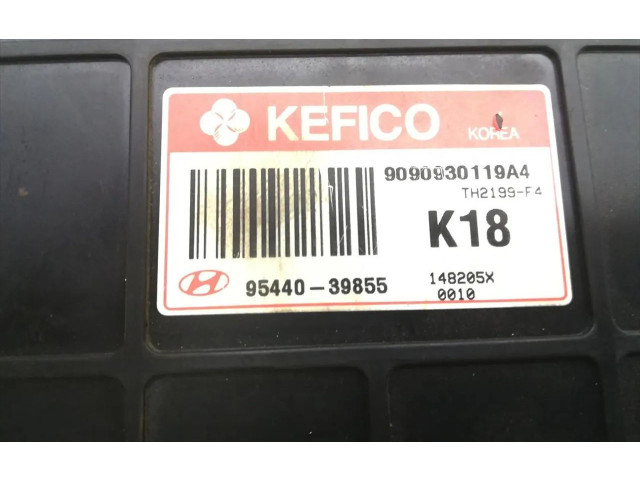 KEFICO KOREA
9090930119A4
TH2199-F4
K18
95440-39855
148205X
0010